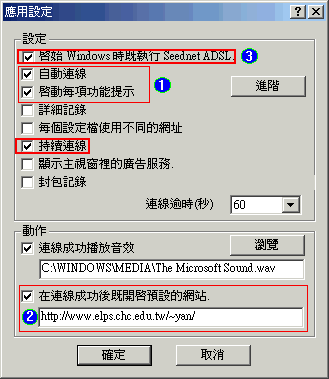 應用設定
設定
啓始 Windows 時既執行 Seednet ADSL
3
自動連線
1
進階
啓動每項功能提示
詳細記錄
每個設定檔使用不同的網址
持續連線
顯示主視窗裡的廣告服務.
封包記錄
連線逾時(秒)
60
動作
連線成功播放音效
瀏覽
C:\WINDOWS\MEDIA\The Microsoft Sound.wav
在連線成功後既開啓預設的網站.
2
http://www.elps.chc.edu.tw/~yan/
確定
取消